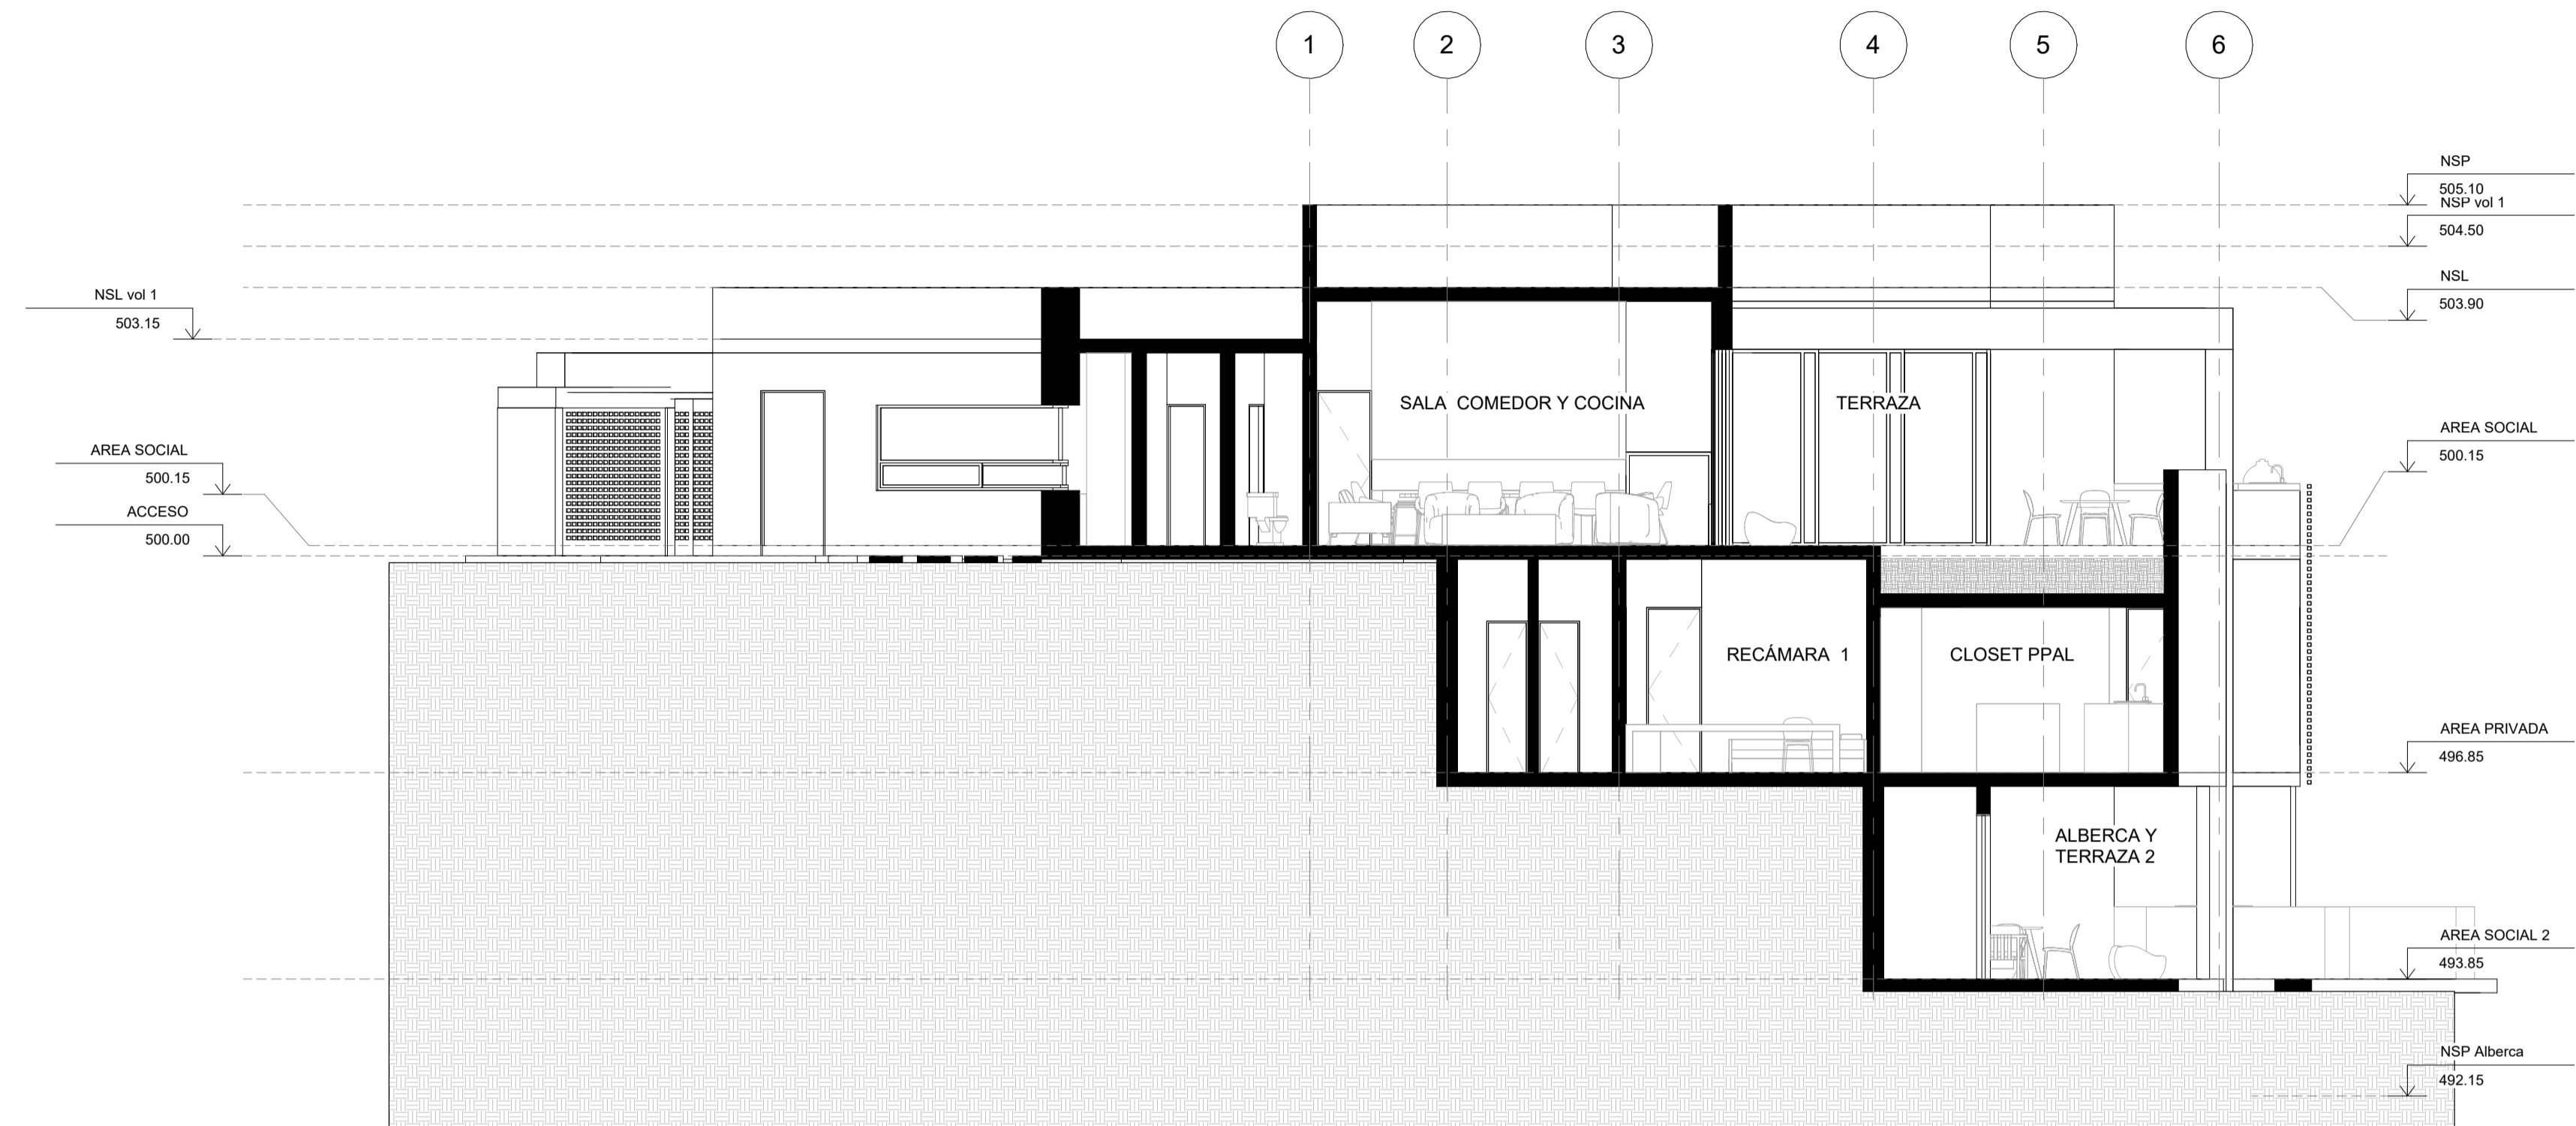 1 2 3 4 5 6
NSP
505.10
NSP vol 1
504.50
NSL
503.90
NSL vol 1
503.15
SALA COMEDOR Y COCINA
TERRAZA
AREA SOCIAL
500.15
AREA SOCIAL
500.15
ACCESO
500.00
RECÁMARA 1
CLOSET PPAL
AREA PRIVADA
496.85
ALBERCA Y
TERRAZA 2
AREA SOCIAL 2
493.85
NSP Alberca
492.15